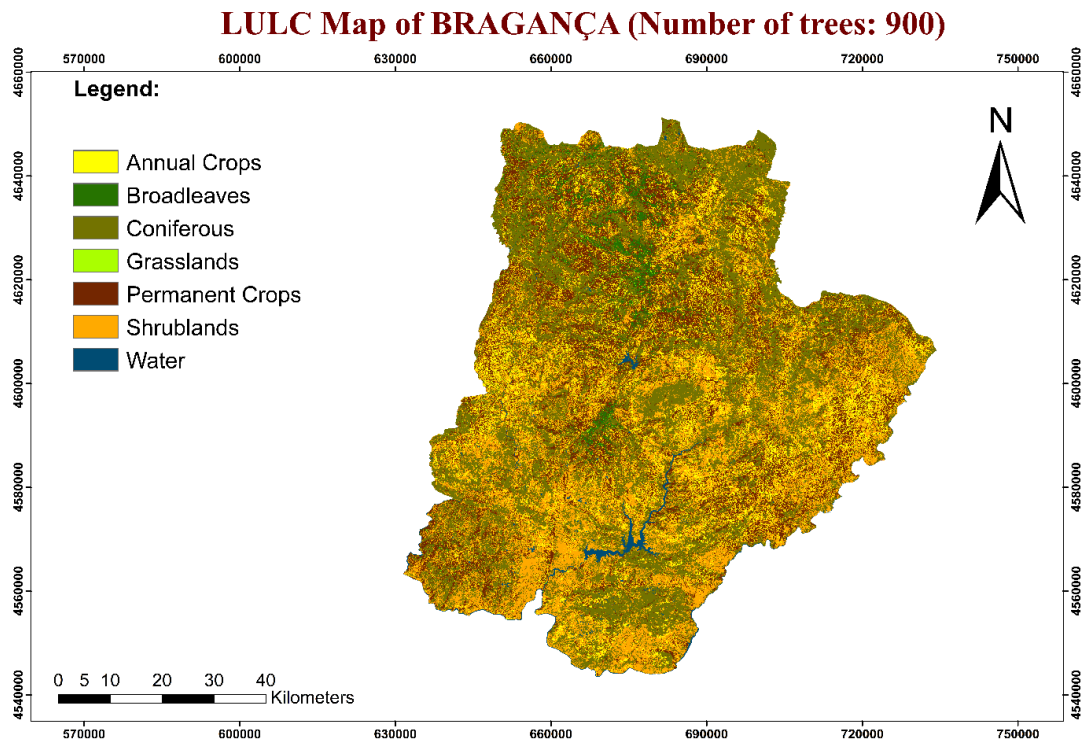 LULC Map of BRAGANÇA (Number of trees: 900)
570000 600000 630000 660000 690000 720000 750000
4660000 4660000
Legend:
N
Annual Crops
4640000 4640000
Broadleaves
Coniferous
Grasslands
4620000 4620000
Permanent Crops
Shrublands
Water
4600000 4600000
4580000 4580000
4560000 4560000
0 5 10 20 30 40
Kilometers
4540000 4540000
570000 600000 630000 660000 690000 720000 750000